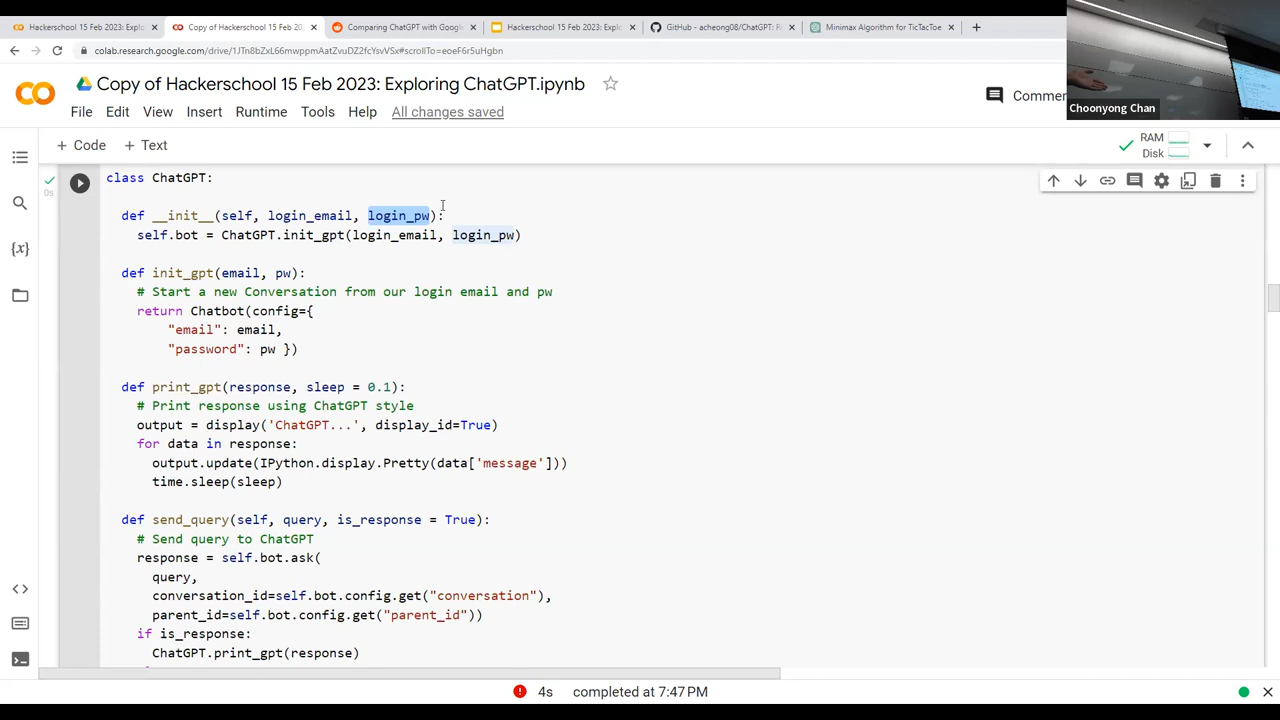 Hackerschool 15 Feb 2023: Explo
Copy of Hackerschool 15 Feb 202
Comparing ChatGPT with Google
Hackerschool 15 Feb 2023: Expl
GitHub - acheong08/ChatGPT: R
Minimax Algorithm for TicTacToe
colab.research.google.com/drive/1JTn8bZxL66mwppmAatZvuDZ2fcYsvVSx#scrollTo=eoeF6r5uHgbn
Copy of Hackerschool 15 Feb 2023: Exploring ChatGPT.ipynb
Commen
Choonyong Chan
File Edit View Insert Runtime Tools Help All changes saved
+ Code + Text
RAM
Disk
0s
class ChatGPT:
def __init__(self, login_email, login_pw):
self.bot = ChatGPT.init_gpt(login_email, login_pw)
def init_gpt(email, pw):
# Start a new Conversation from our login email and pw
return Chatbot(config={
"email": email,
"password": pw })
def print_gpt(response, sleep = 0.1):
# Print response using ChatGPT style
output = display('ChatGPT...', display_id=True)
for data in response:
output.update(IPython.display.Pretty(data['message']))
time.sleep(sleep)
def send_query(self, query, is_response = True):
# Send query to ChatGPT
response = self.bot.ask(
query,
conversation_id=self.bot.config.get("conversation"),
parent_id=self.bot.config.get("parent_id"))
if is_response:
ChatGPT.print_gpt(response)
4s completed at 7:47 PM